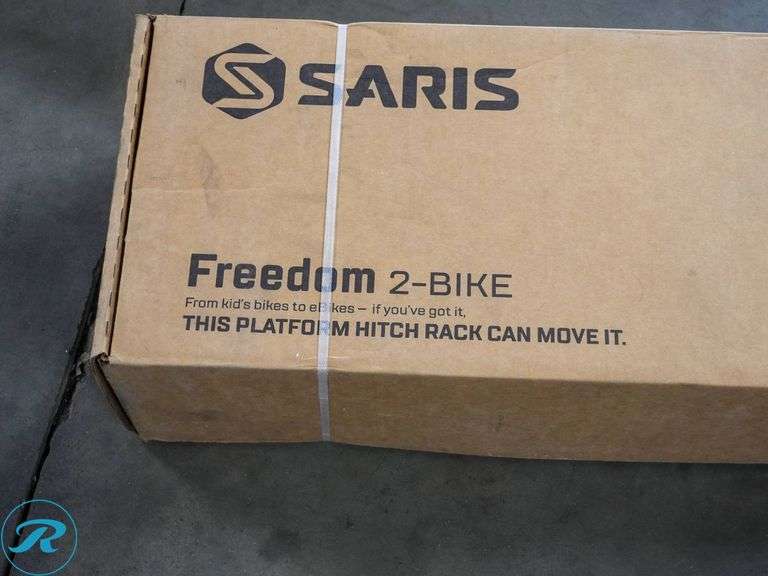 SARIS
Freedom 2-BIKE
From kid's bikes to eBikes – if you've got it,
THIS PLATFORM HITCH RACK CAN MOVE IT.
R